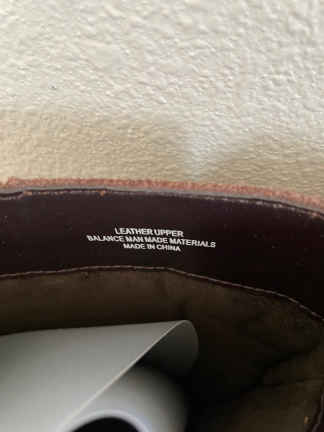 LEATHER UPPER
BALANCE MAN MADE MATERIALS
MADE IN CHINA